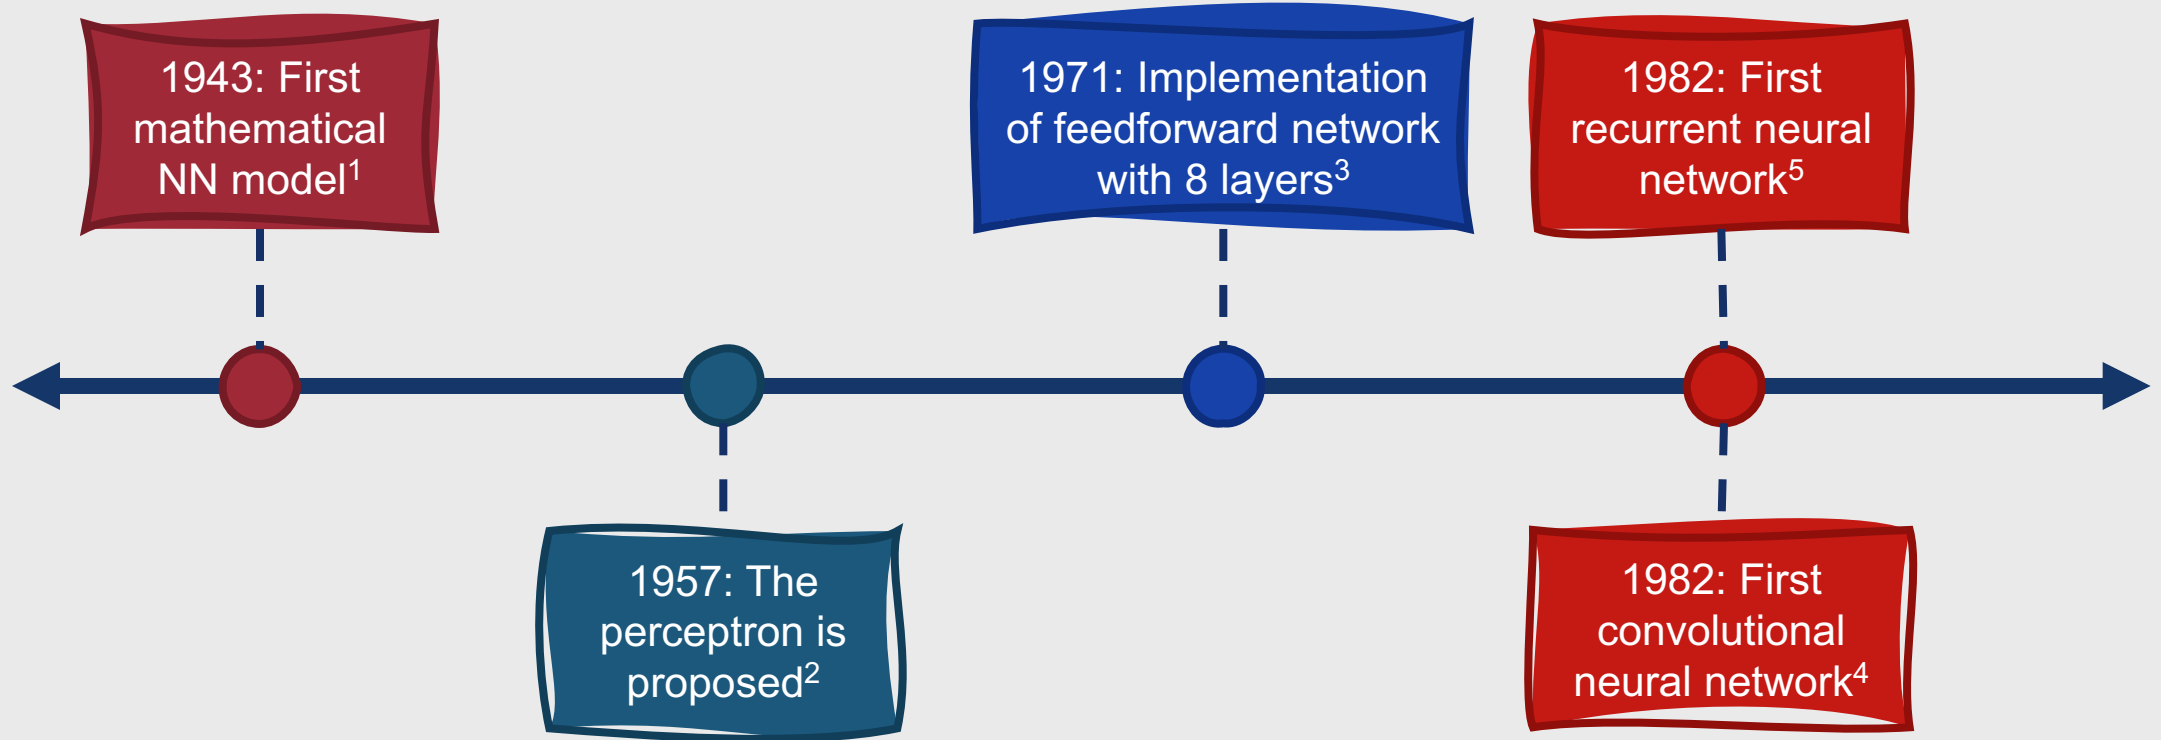 1943: First
mathematical
NN model¹
1971: Implementation
of feedforward network
with 8 layers³
1982: First
recurrent neural
network⁵
1957: The
perceptron is
proposed²
1982: First
convolutional
neural network⁴